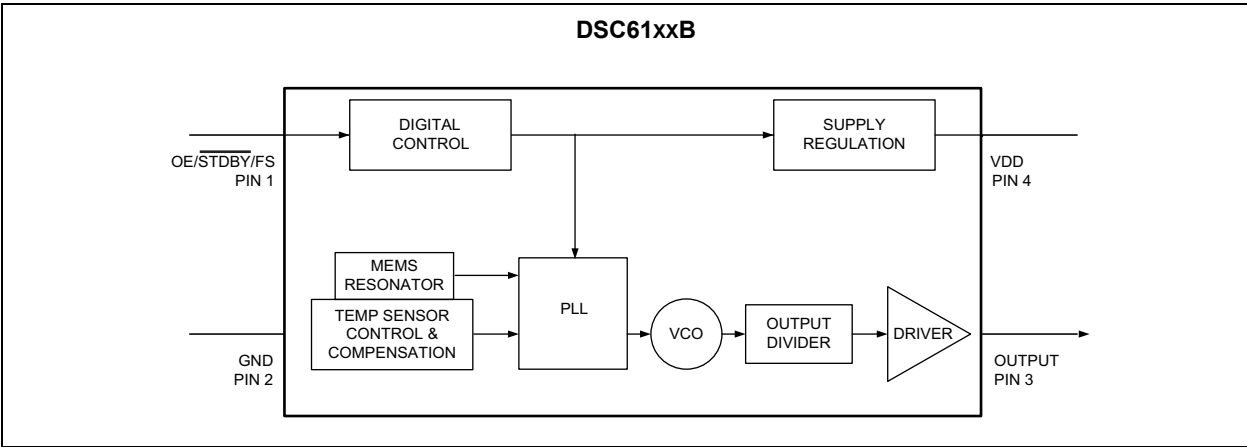 DSC61xxB
DIGITAL
CONTROL
SUPPLY
REGULATION
OE/STDBY/FS
PIN 1
VDD
PIN 4
MEMS
RESONATOR
TEMP SENSOR
CONTROL &
COMPENSATION
PLL
VCO
OUTPUT
DIVIDER
DRIVER
GND
PIN 2
OUTPUT
PIN 3